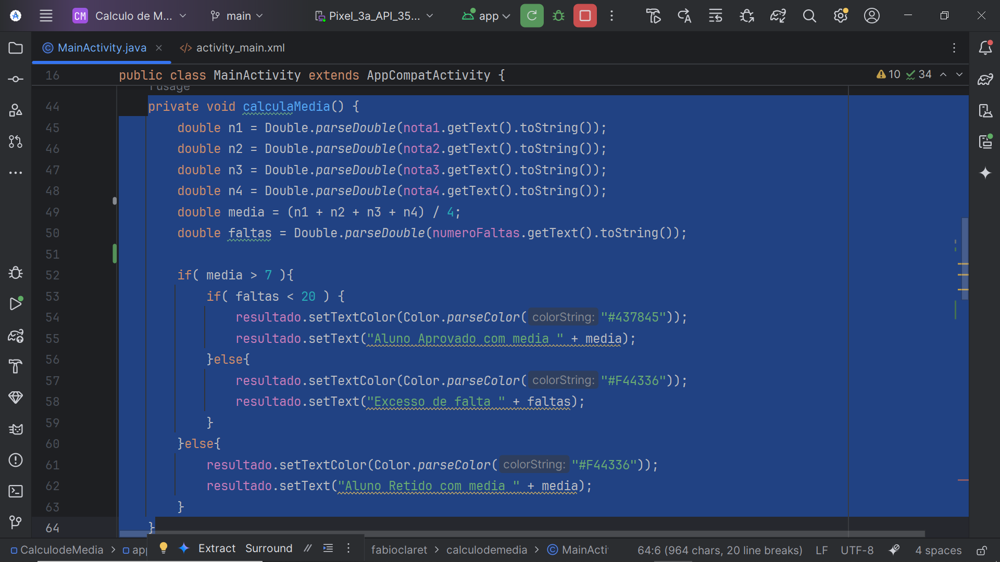 CM Calculo de M... main Pixel_3a_API_35... app
MainActivity.java activity_main.xml
16 public class MainActivity extends AppCompatActivity { 10 34
1 usage
44 private void calculaMedia() {
45 double n1 = Double.parseDouble(nota1.getText().toString());
46 double n2 = Double.parseDouble(nota2.getText().toString());
47 double n3 = Double.parseDouble(nota3.getText().toString());
48 double n4 = Double.parseDouble(nota4.getText().toString());
49 double media = (n1 + n2 + n3 + n4) / 4;
50 double faltas = Double.parseDouble(numeroFaltas.getText().toString());
51
52 if( media > 7 ){
53 if( faltas < 20 ) {
54 resultado.setTextColor(Color.parseColor( colorString: "#437845"));
55 resultado.setText("Aluno Aprovado com media " + media);
56 }else{
57 resultado.setTextColor(Color.parseColor( colorString: "#F44336"));
58 resultado.setText("Excesso de falta " + faltas);
59 }
60 }else{
61 resultado.setTextColor(Color.parseColor( colorString: "#F44336"));
62 resultado.setText("Aluno Retido com media " + media);
63 }
64 }
CalculodeMedia > app Extract Surround // fabioclaret > calculodemedia > MainActi 64:6 (964 chars, 20 line breaks) LF UTF-8 4 spaces